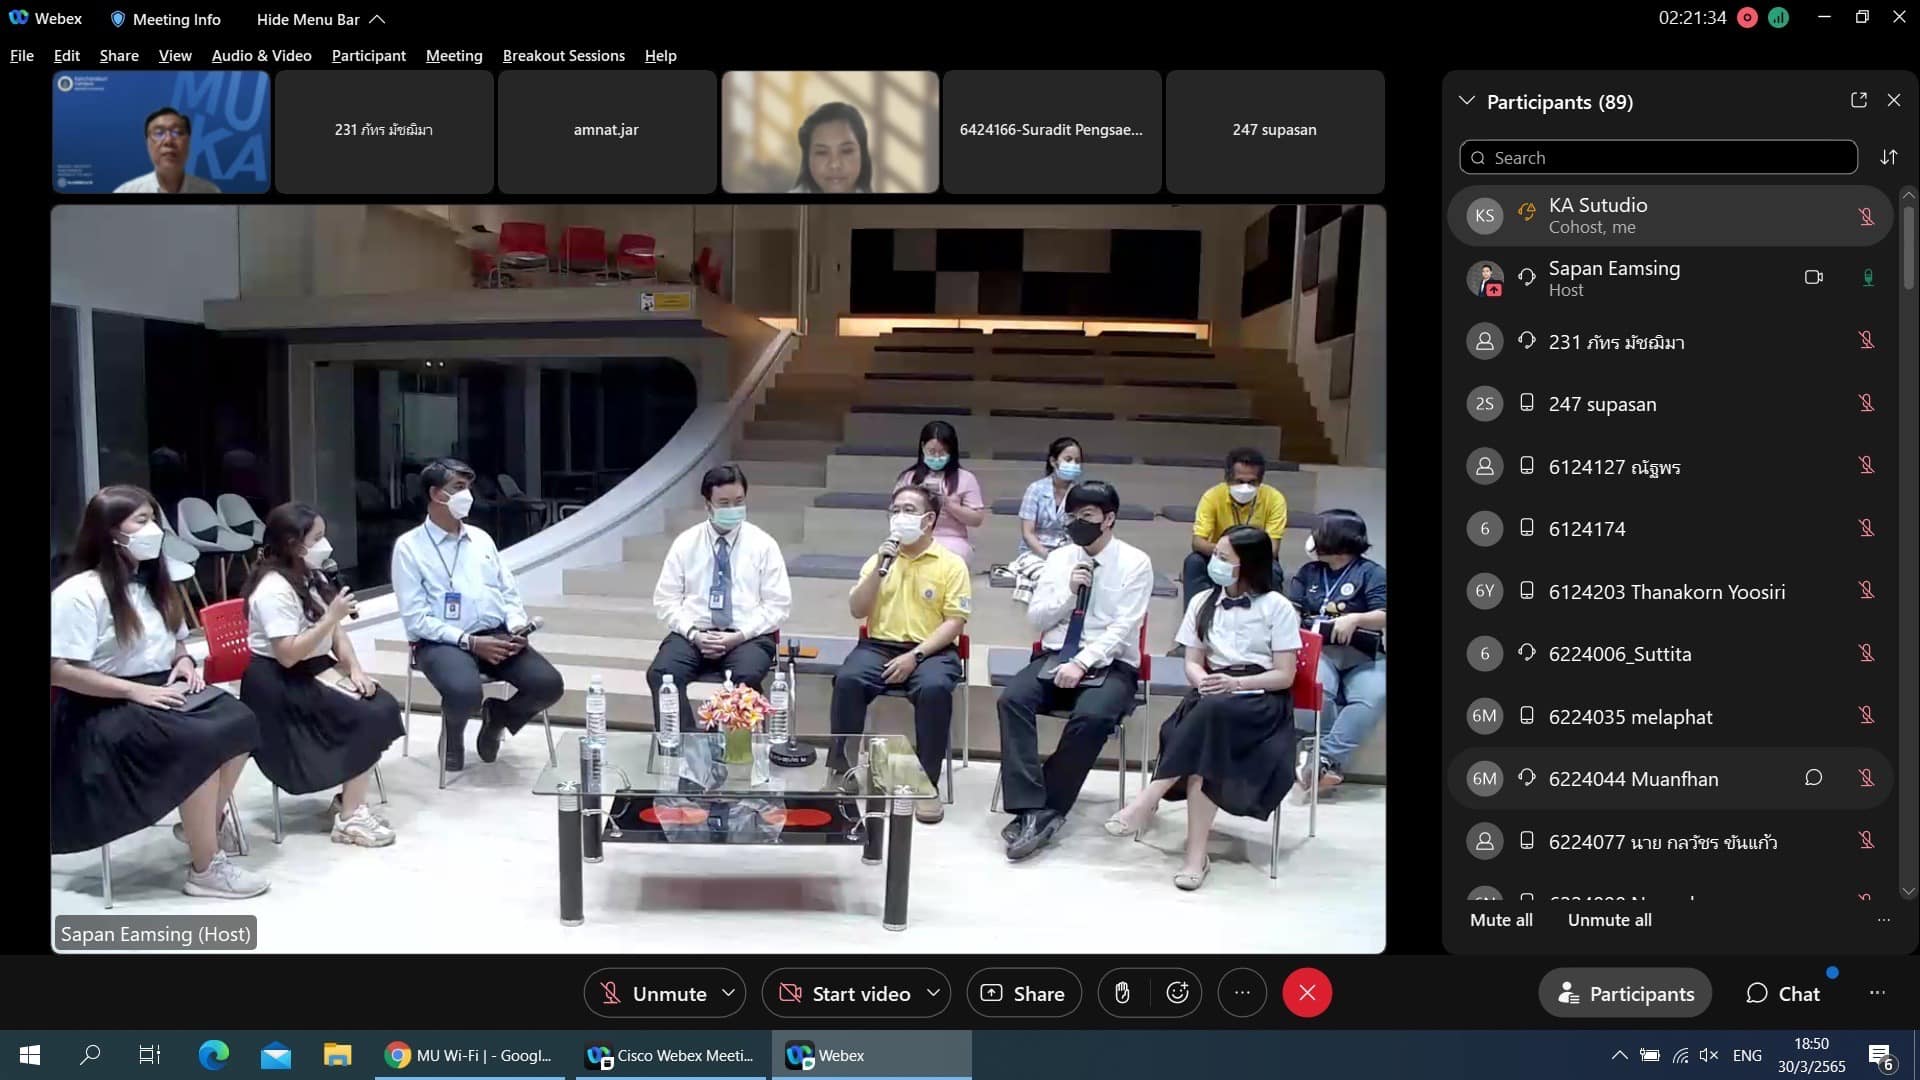 Webex
Meeting Info
Hide Menu Bar
02:21:34
File Edit Share View Audio & Video Participant Meeting Breakout Sessions Help
MU
KA
231 ภัทร มัชฌิมา
amnat.jar
6424166-Suradit Pengsae...
247 supasan
Participants (89)
Search
KS
KA Sutudio
Cohost, me
Sapan Eamsing
Host
231 ภัทร มัชฌิมา
2S
247 supasan
6124127 ณัฐพร
6
6124174
6Y
6124203 Thanakorn Yoosiri
6
6224006_Suttita
6M
6224035 melaphat
6M
6224044 Muanfhan
6224077 นาย กลวัชร ขันแก้ว
Mute all
Unmute all
Sapan Eamsing (Host)
Unmute
Start video
Share
Participants
Chat
MU Wi-Fi | - Googl...
Cisco Webex Meeti...
Webex
ENG
18:50
30/3/2565
6